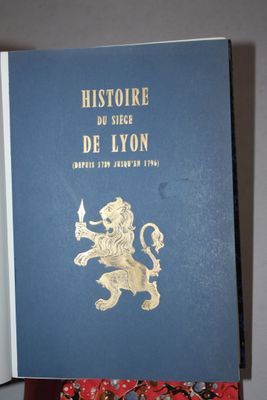 HISTOIRE
DU SIÈGE
DE LYON
(DEPUIS 1789 JUSQU'EN 1796)